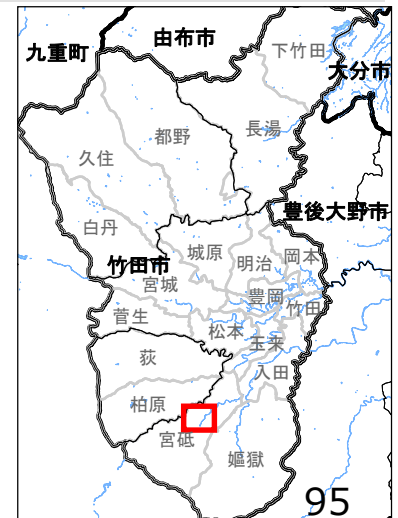 由布市
九重町
下竹田
大分市
都野
長湯
久住
豊後大野市
白丹
城原
岡本
明治
竹田市
宮城
豊岡
竹田
菅生
松本
玉来
荻
入田
柏原
宮砥
嫗獄
95